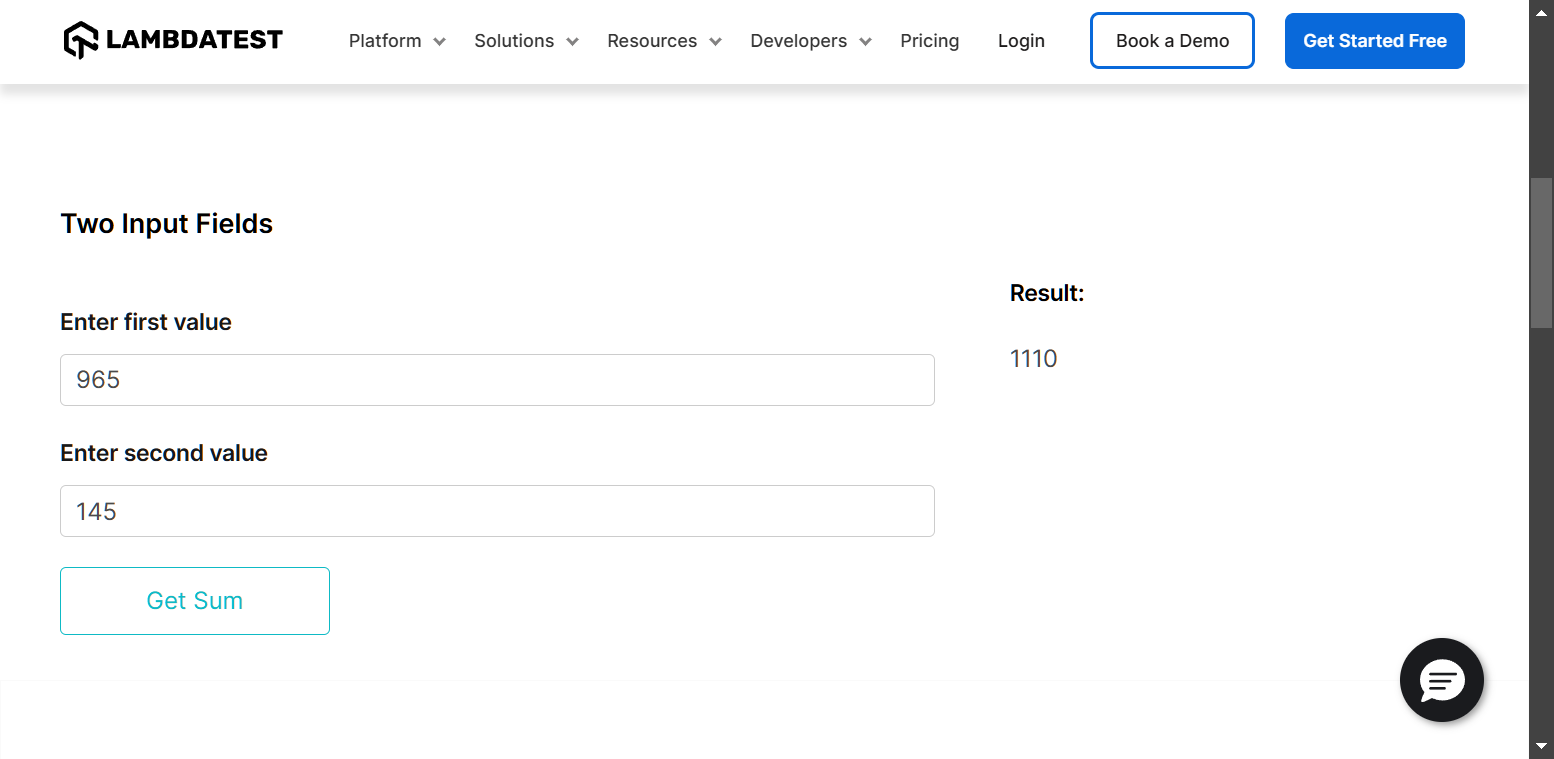 LAMBDATEST
Platform Solutions Resources Developers Pricing Login Book a Demo Get Started Free
Two Input Fields
Enter first value
965
Enter second value
145
Get Sum
Result:
1110